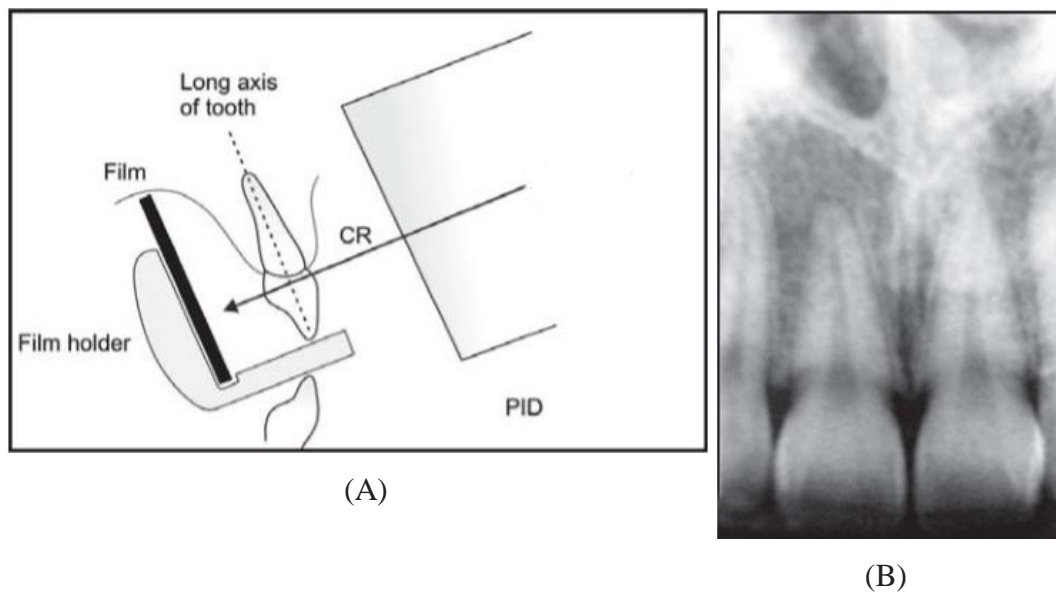 Long axis
of tooth
Film
CR
Film holder
PID
(A)
(B)